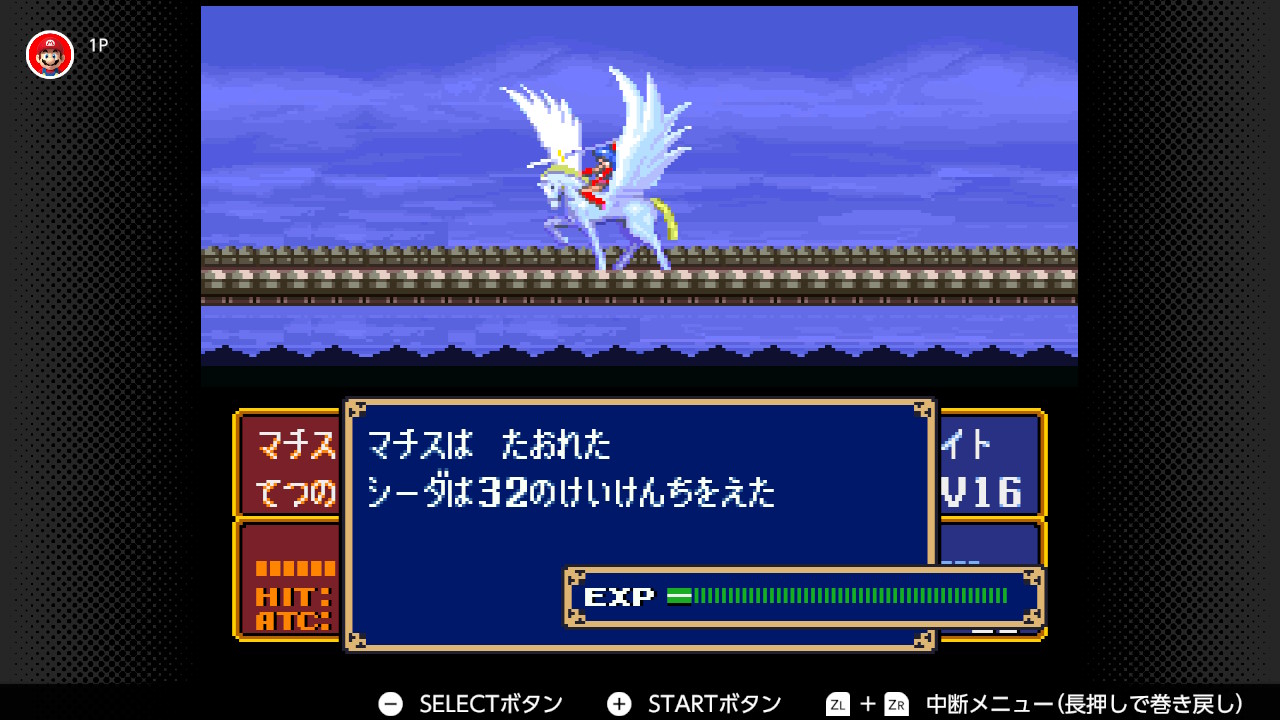 1P
マチス
てつの
HIT:
ATC:
マチスは たおれた
シーダは32のけいけんちをえた
EXP
イト
V16
SELECTボタン
STARTボタン
ZL + ZR 中断メニュー(長押しで巻き戻し)